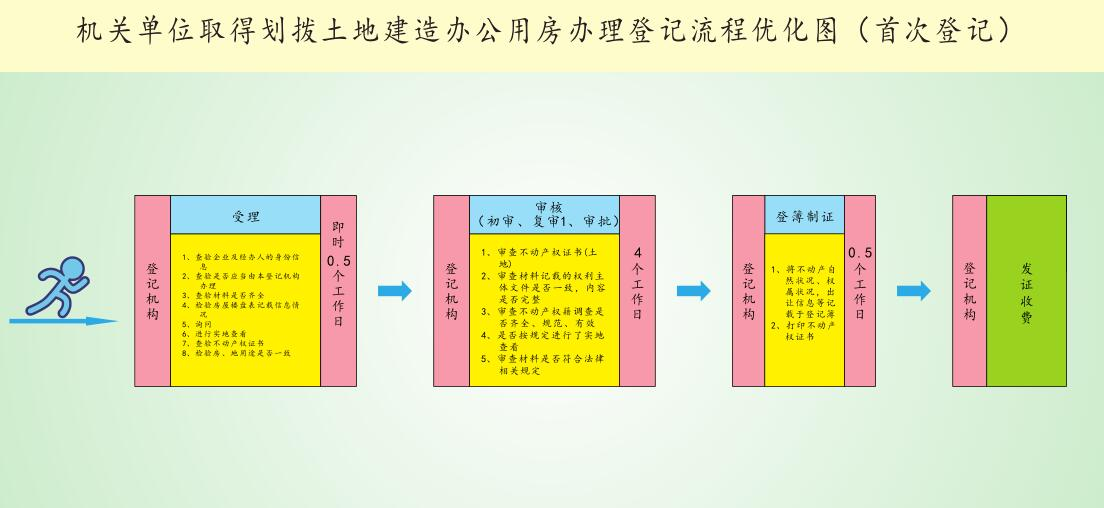 机关单位取得划拨土地建造办公用房办理登记流程优化图（首次登记）
登记机构
受理
1、查验企业及经办人的身份信
息
2、查验是否应当由本登记机构
办理
3、查验材料是否齐全
4、检验房屋楼盘表记载信息情
况
5、询问
6、进行实地查看
7、查验不动产权证书
8、检验房、地用途是否一致
即时
0.5
个工作日
登记机构
审核
（初审、复审1、审批）
1、审查不动产权证书(土
地)
2、审查材料记载的权利主
体文件是否一致，内容
是否完整
3、审查不动产权籍调查是
否齐全、规范、有效
4、是否按规定进行了实地
查看
5、审查材料是否符合法律
相关规定
4
个工作日
登记机构
登薄制证
1、将不动产自
然状况、权
属状况，出
让信息等记
载于登记薄
2、打印不动产
权证书
0.5
个工作日
登记机构
发证收费